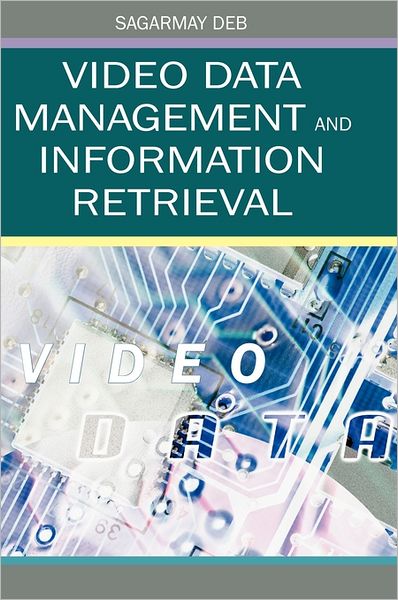 SAGARMAY DEB
VIDEO DATA
MANAGEMENT AND
INFORMATION
RETRIEVAL
VIDEO
DATA